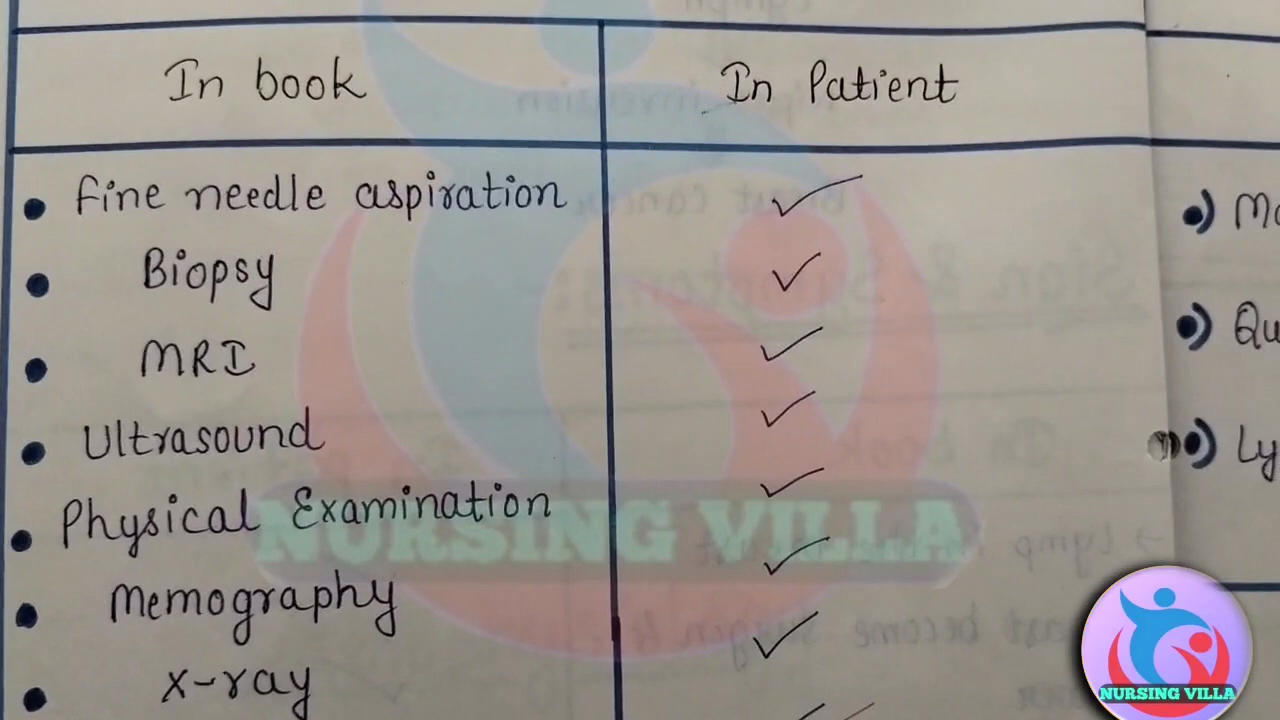 In book
In Patient
Fine needle aspiration
Biopsy
MRI
Ultrasound
Physical Examination
Memography
x-ray
NURSING VILLA
NURSING VILLA